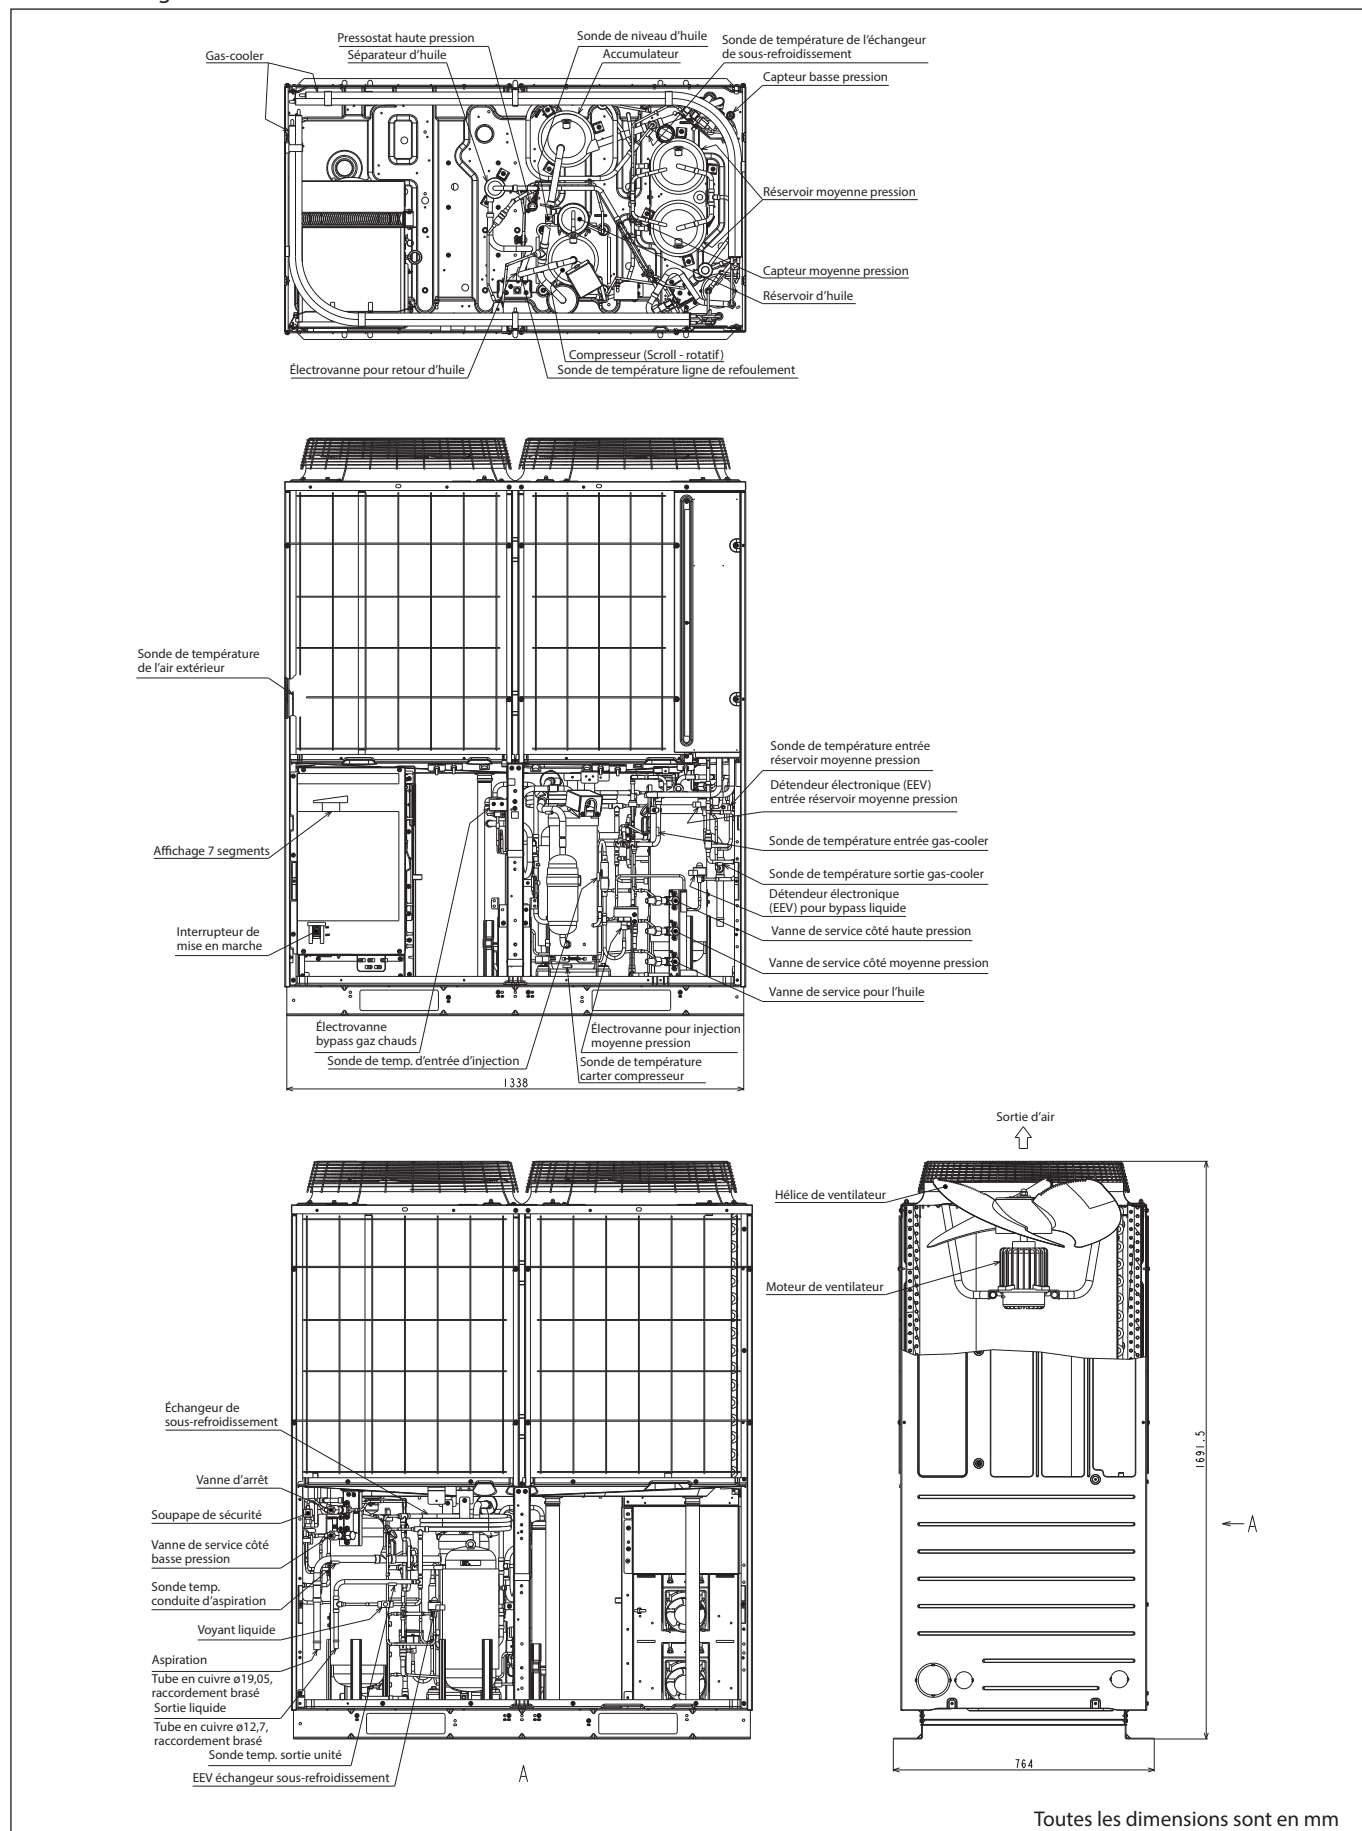 Gas-cooler
Pressostat haute pression
Séparateur d'huile
Sonde de niveau d'huile
Accumulateur
Sonde de température de l'échangeur
de sous-refroidissement
Capteur basse pression
Réservoir moyenne pression
Capteur moyenne pression
Réservoir d'huile
Compresseur (Scroll - rotatif)
Électrovanne pour retour d'huile
Sonde de température ligne de refoulement
Sonde de température
de l'air extérieur
Affichage 7 segments
Interrupteur de
mise en marche
Sonde de température entrée
réservoir moyenne pression
Détendeur électronique (EEV)
entrée réservoir moyenne pression
Sonde de température entrée gas-cooler
Sonde de température sortie gas-cooler
Détendeur électronique
(EEV) pour bypass liquide
Vanne de service côté haute pression
Vanne de service côté moyenne pression
Vanne de service pour l'huile
Électrovanne
bypass gaz chauds
Électrovanne pour injection
moyenne pression
Sonde de temp. d'entrée d'injection
Sonde de température
carter compresseur
1338
Sortie d'air
Hélice de ventilateur
Moteur de ventilateur
1691.5
A
764
Échangeur de
sous-refroidissement
Vanne d'arrêt
Soupape de sécurité
Vanne de service côté
basse pression
Sonde temp.
conduite d'aspiration
Voyant liquide
Aspiration
Tube en cuivre ø19,05,
raccordement brasé
Sortie liquide
Tube en cuivre ø12,7,
raccordement brasé
Sonde temp. sortie unité
EEV échangeur sous-refroidissement
A
Toutes les dimensions sont en mm